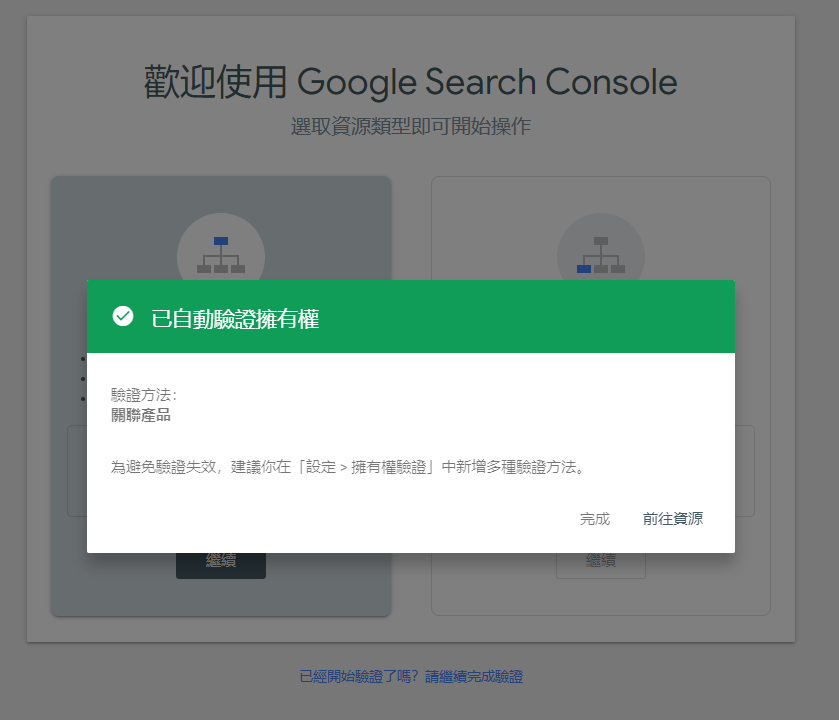 歡迎使用 Google Search Console
選取資源類型即可開始操作
已自動驗證擁有權
驗證方法：
關聯產品
為避免驗證失效，建議你在「設定 > 擁有權驗證」中新增多種驗證方法。
完成
前往資源
繼續
繼續
已經開始驗證了嗎？請繼續完成驗證